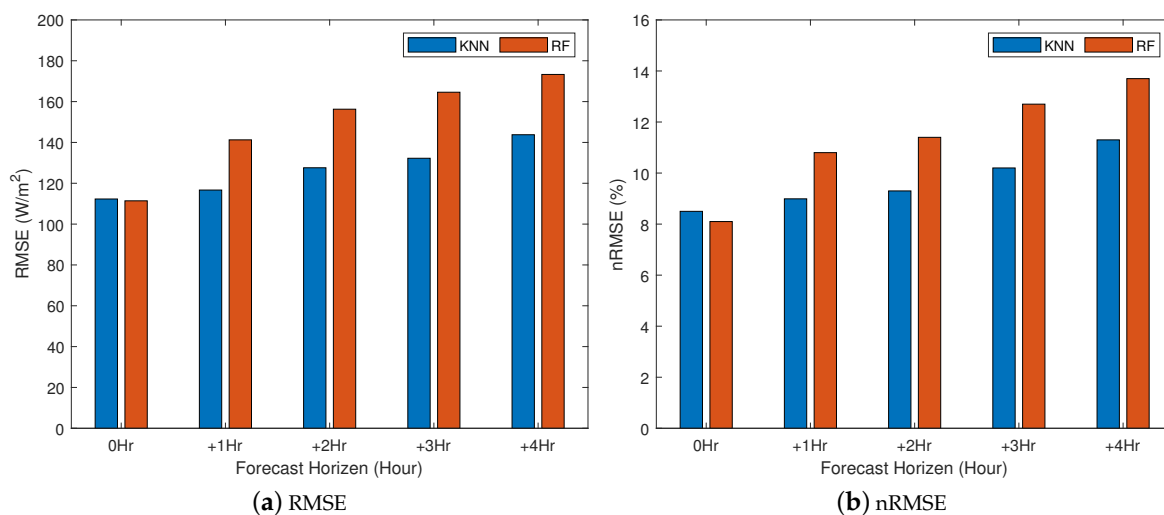 200
180
160
140
120
100
80
60
40
20
0
RMSE (W/m²)
KNN RF
0Hr +1Hr +2Hr +3Hr +4Hr
Forecast Horizen (Hour)
(a) RMSE
16
14
12
10
8
6
4
2
0
nRMSE (%)
KNN RF
0Hr +1Hr +2Hr +3Hr +4Hr
Forecast Horizen (Hour)
(b) nRMSE